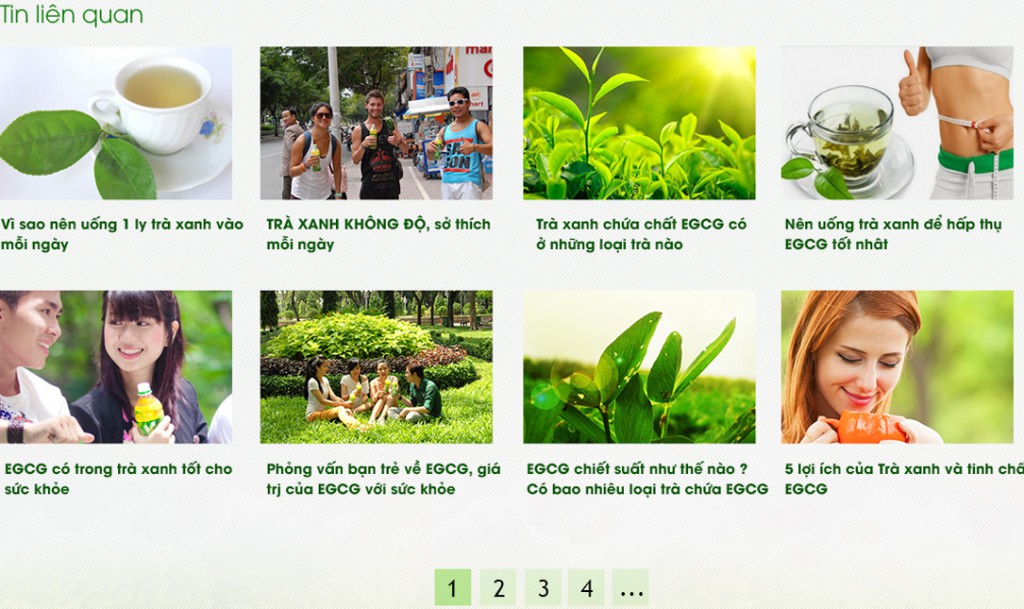 Tin liên quan
Vì sao nên uống 1 ly trà xanh vào
mỗi ngày
TRÀ XANH KHÔNG ĐỘ, sở thích
mỗi ngày
Trà xanh chứa chất EGCG có
ở những loại trà nào
Nên uống trà xanh để hấp thụ
EGCG tốt nhât
EGCG có trong trà xanh tốt cho
sức khỏe
Phỏng vấn bạn trẻ về EGCG, giá
trị của EGCG với sức khỏe
EGCG chiết suất như thế nào ?
Có bao nhiêu loại trà chứa EGCG
5 lợi ích của Trà xanh và tinh chấ
EGCG
1 2 3 4 ...